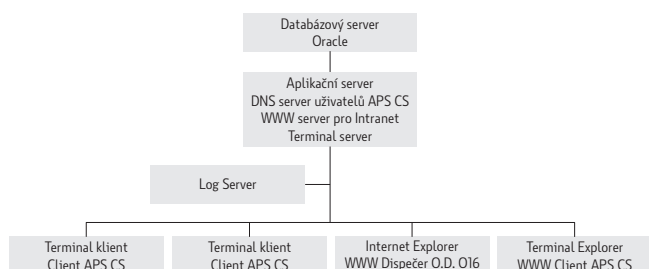 Databázový server
Oracle
Aplikační server
DNS server uživatelů APS CS
WWW server pro Intranet
Terminal server
Log Server
Terminal klient
Client APS CS
Terminal klient
Client APS CS
Internet Explorer
WWW Dispečer O.D. O16
Terminal Explorer
WWW Client APS CS